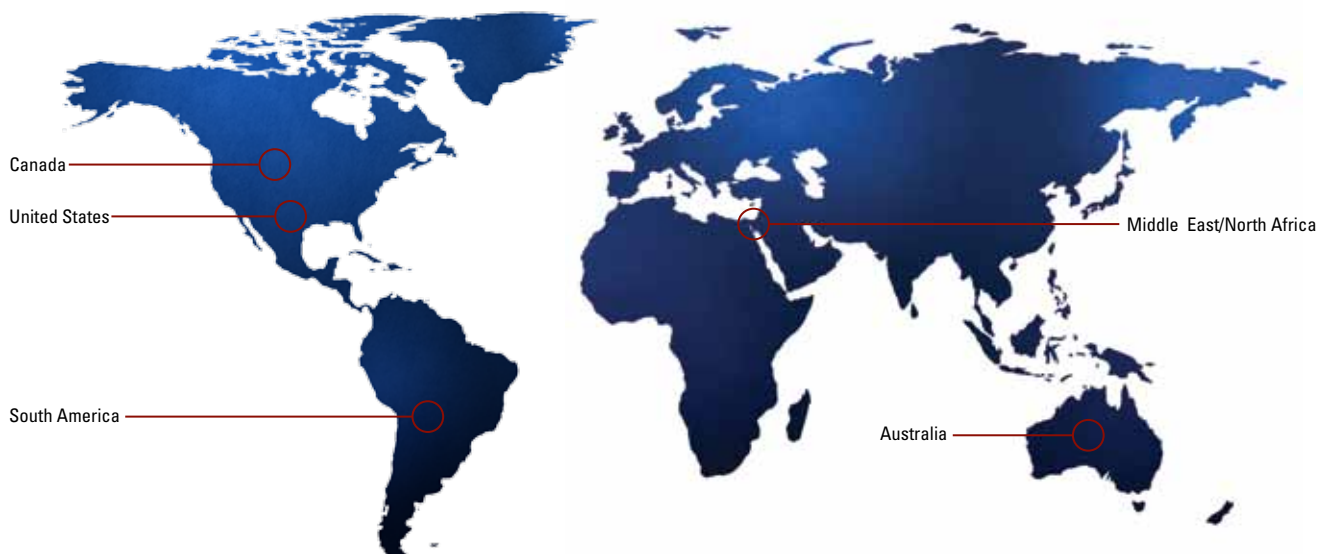 Canada
United States
Middle East/North Africa
South America
Australia